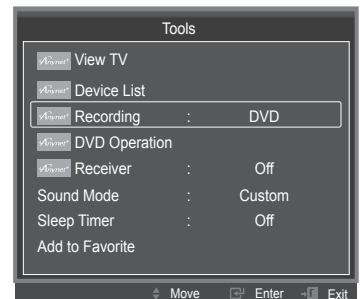 Tools
Anynet+ View TV
Anynet+ Device List
Anynet+ Recording : DVD
Anynet+ DVD Operation
Anynet+ Receiver : Off
Sound Mode : Custom
Sleep Timer : Off
Add to Favorite
Move Enter Exit